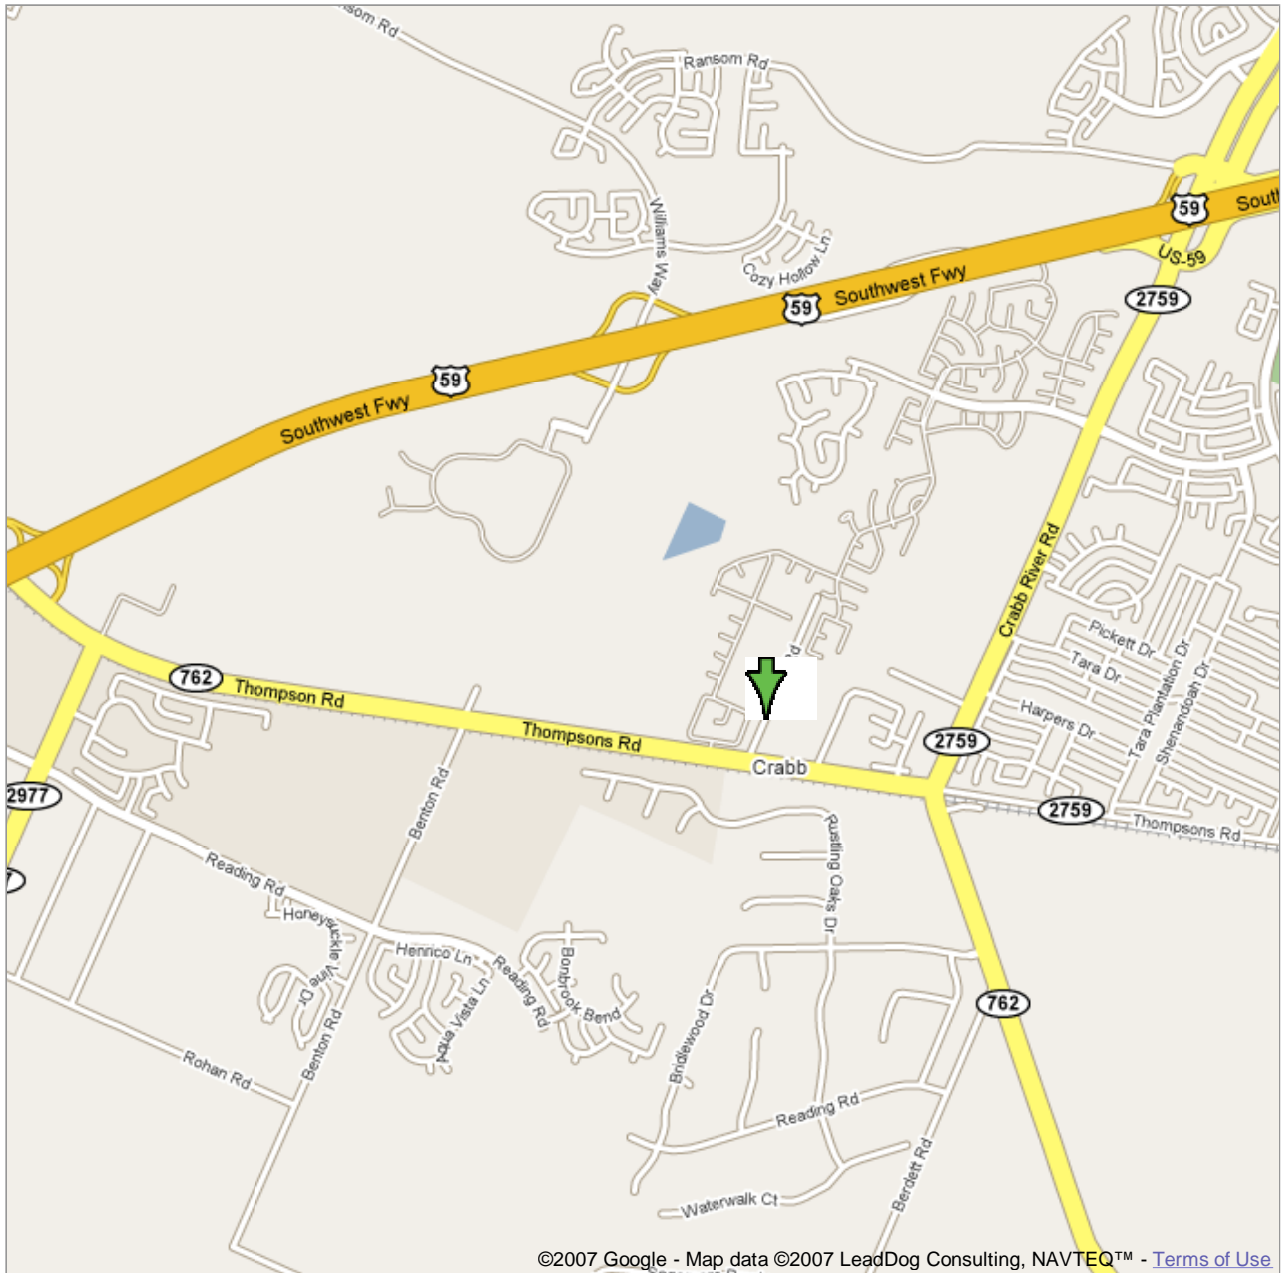 Ransom Rd
59
South
Williams Way
Cozy Hollow Ln
US-59
Southwest Fwy
59
2759
59
Southwest Fwy
Crabb River Rd
Pickett Dr
Tara Dr
Tara Plantation Dr
Shenandoah Dr
762
Thompson Rd
Harpers Dr
Thompsons Rd
2759
Crabb
2977
Benton Rd
2759
Thompsons Rd
Rustling Oaks Dr
Reading Rd
Honeysuckle Vine Dr
Henrico Ln
Reading Rd
Bonbrook Bend
Vista Ln
Bridlewood Dr
762
Benton Rd
Rohan Rd
Reading Rd
Berdett Rd
Waterwalk Ct
©2007 Google - Map data ©2007 LeadDog Consulting, NAVTEQ™ - Terms of Use